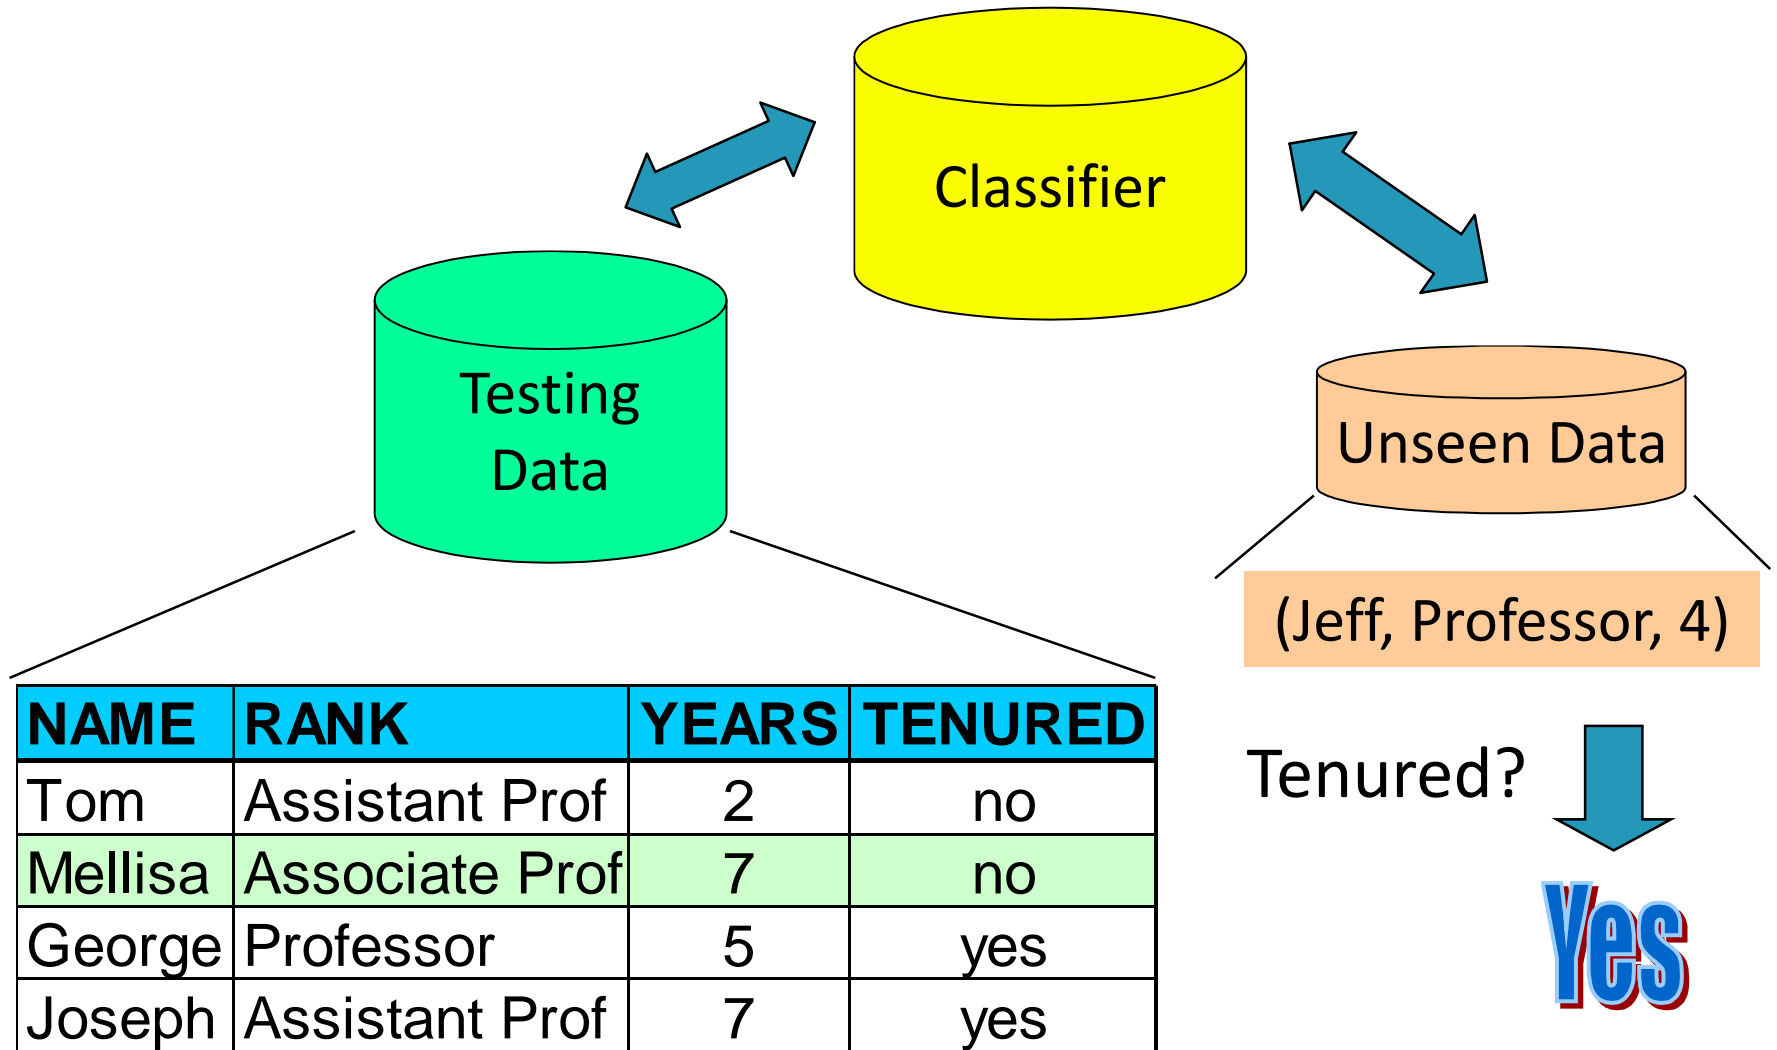 Classifier
Testing
Data
Unseen Data
(Jeff, Professor, 4)
NAME RANK YEARS TENURED
Tom Assistant Prof 2 no
Mellisa Associate Prof 7 no
George Professor 5 yes
Joseph Assistant Prof 7 yes
Tenured?
Yes